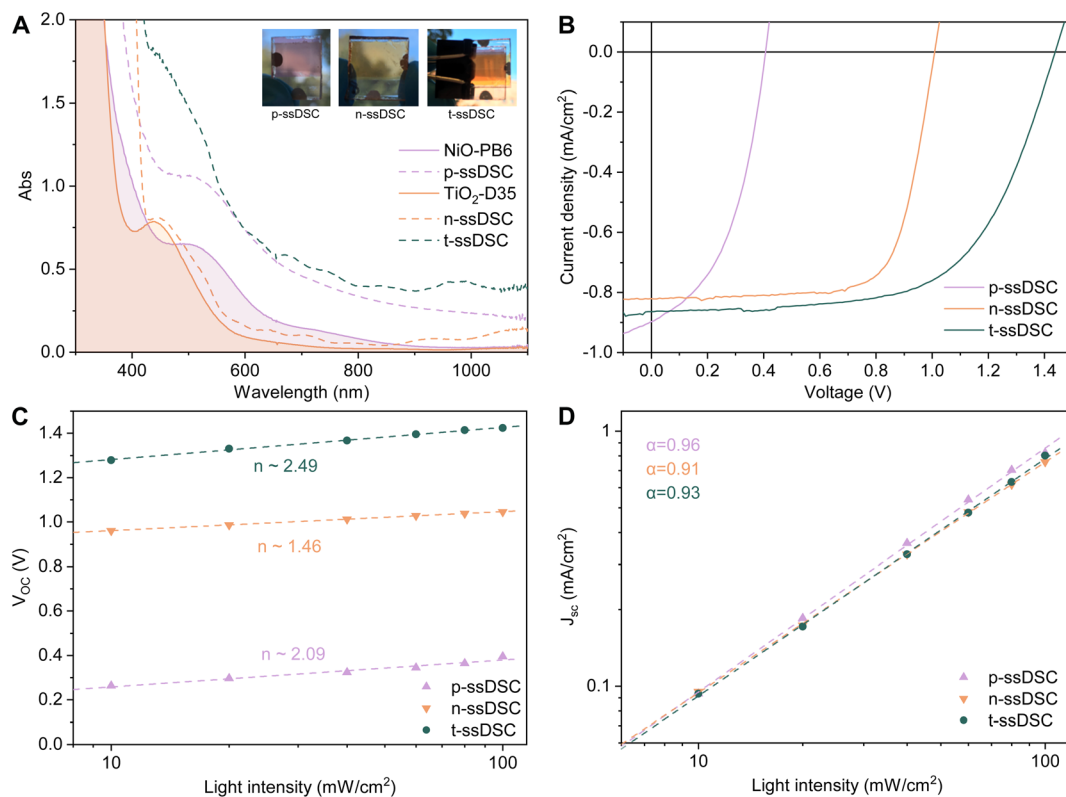 A
2.0
1.5
1.0
0.5
0.0
Abs
400
600
800
1000
Wavelength (nm)
p-ssDSC
n-ssDSC
t-ssDSC
NiO-PB6
p-ssDSC
TiO₂-D35
n-ssDSC
t-ssDSC
B
0.0
-0.2
-0.4
-0.6
-0.8
-1.0
Current density (mA/cm²)
0.0
0.2
0.4
0.6
0.8
1.0
1.2
1.4
Voltage (V)
p-ssDSC
n-ssDSC
t-ssDSC
C
1.4
1.2
1.0
0.8
0.6
0.4
0.2
0.0
V_OC (V)
n ~ 2.49
n ~ 1.46
n ~ 2.09
p-ssDSC
n-ssDSC
t-ssDSC
10
100
Light intensity (mW/cm²)
D
1
0.1
J_sc (mA/cm²)
α=0.96
α=0.91
α=0.93
p-ssDSC
n-ssDSC
t-ssDSC
10
100
Light intensity (mW/cm²)